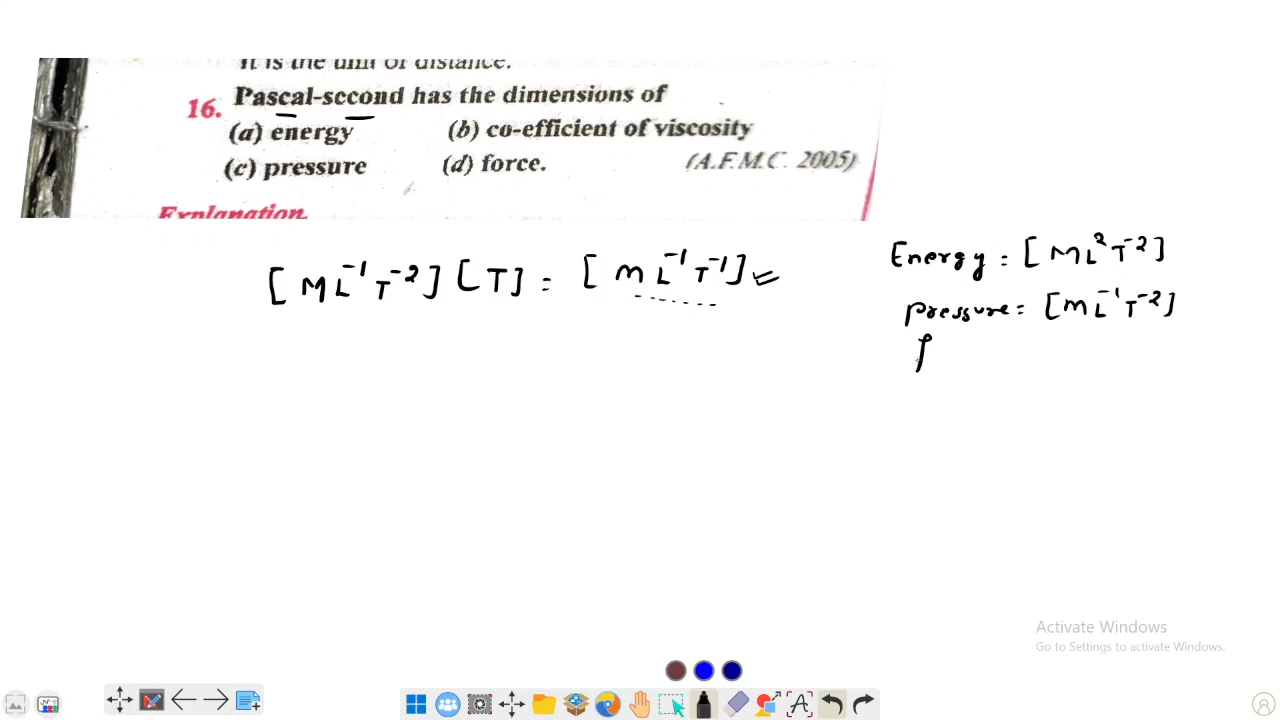 It is the unit of distance.
16. Pascal-second has the dimensions of
(a) energy (b) co-efficient of viscosity
(c) pressure (d) force. (A.F.M.C. 2005)
Explanation
[ML⁻¹T⁻²][T] = [ML⁻¹T⁻¹]
Energy = [ML²T⁻²]
Pressure = [ML⁻¹T⁻²]
f
Activate Windows
Go to Settings to activate Windows.